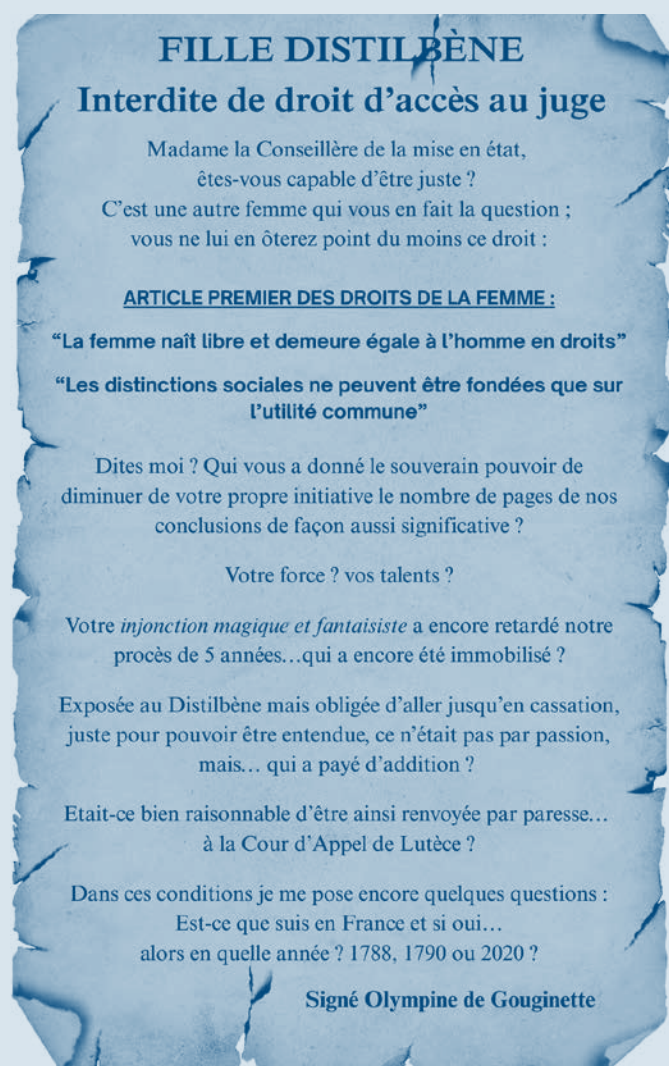 FILLE DISTILBÈNE
Interdite de droit d’accès au juge
Madame la Conseillère de la mise en état,
êtes-vous capable d’être juste ?
C’est une autre femme qui vous en fait la question ;
vous ne lui en ôterez point du moins ce droit :
ARTICLE PREMIER DES DROITS DE LA FEMME :
“La femme naît libre et demeure égale à l’homme en droits”
“Les distinctions sociales ne peuvent être fondées que sur
l’utilité commune”
Dites moi ? Qui vous a donné le souverain pouvoir de
diminuer de votre propre initiative le nombre de pages de nos
conclusions de façon aussi significative ?
Votre force ? vos talents ?
Votre injonction magique et fantaisiste a encore retardé notre
procès de 5 années…qui a encore été immobilisé ?
Exposée au Distilbène mais obligée d’aller jusqu’en cassation,
juste pour pouvoir être entendue, ce n’était pas par passion,
mais… qui a payé d’addition ?
Etait-ce bien raisonnable d’être ainsi renvoyée par paresse…
à la Cour d’Appel de Lutèce ?
Dans ces conditions je me pose encore quelques questions :
Est-ce que suis en France et si oui…
alors en quelle année ? 1788, 1790 ou 2020 ?
Signé Olympine de Gouginette